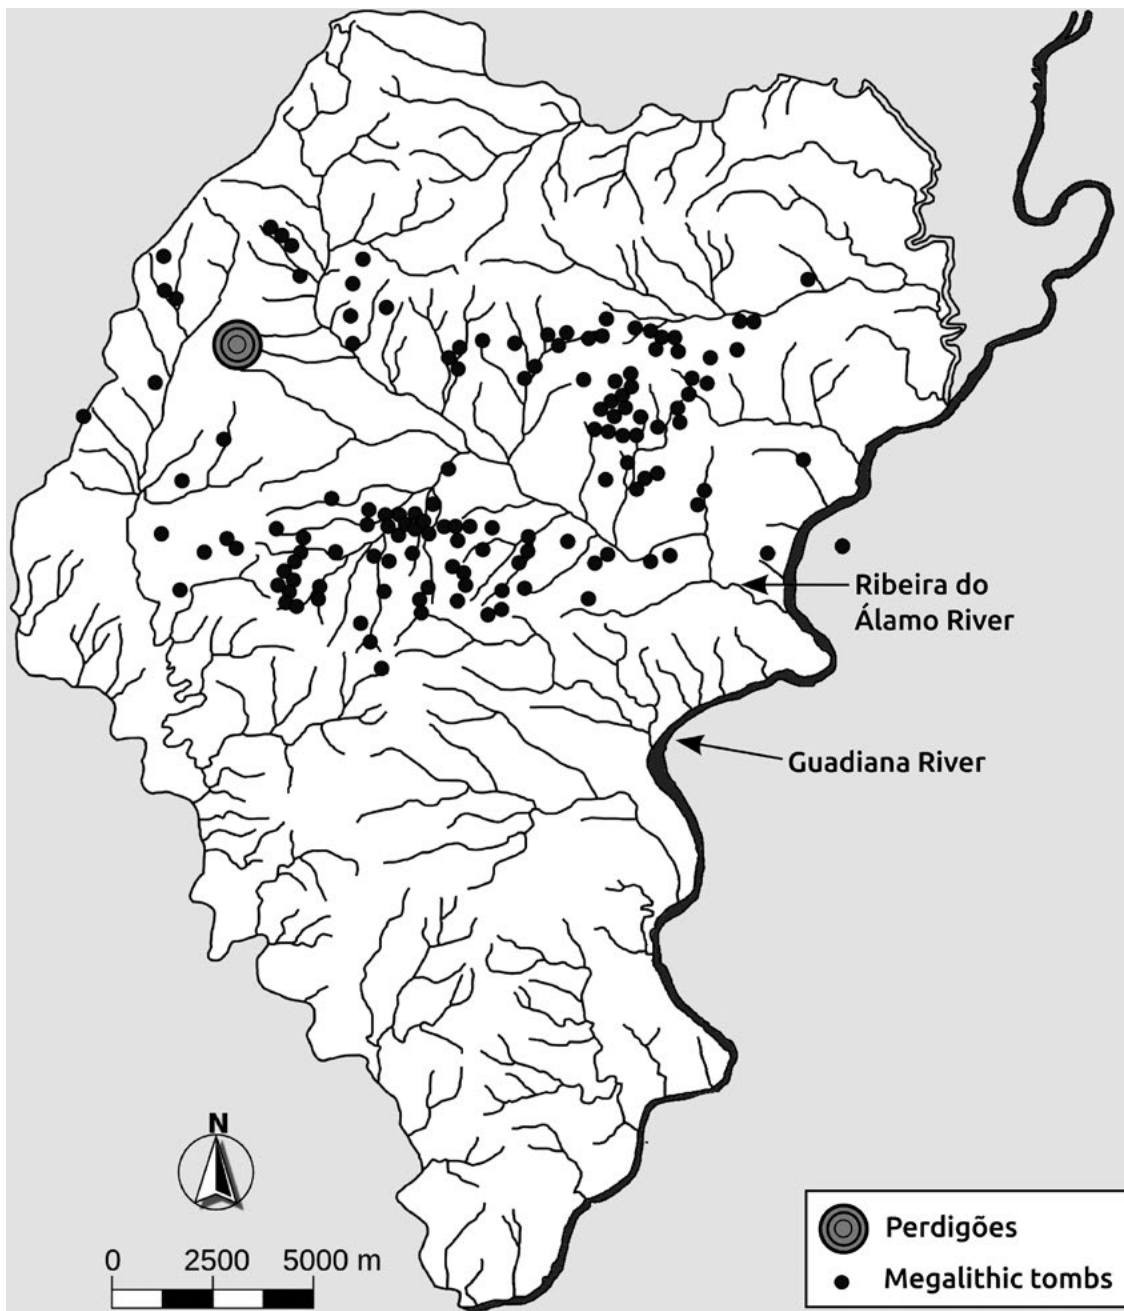 Ribeira do
Álamo River
Guadiana River
N
0 2500 5000 m
Perdigões
Megalithic tombs